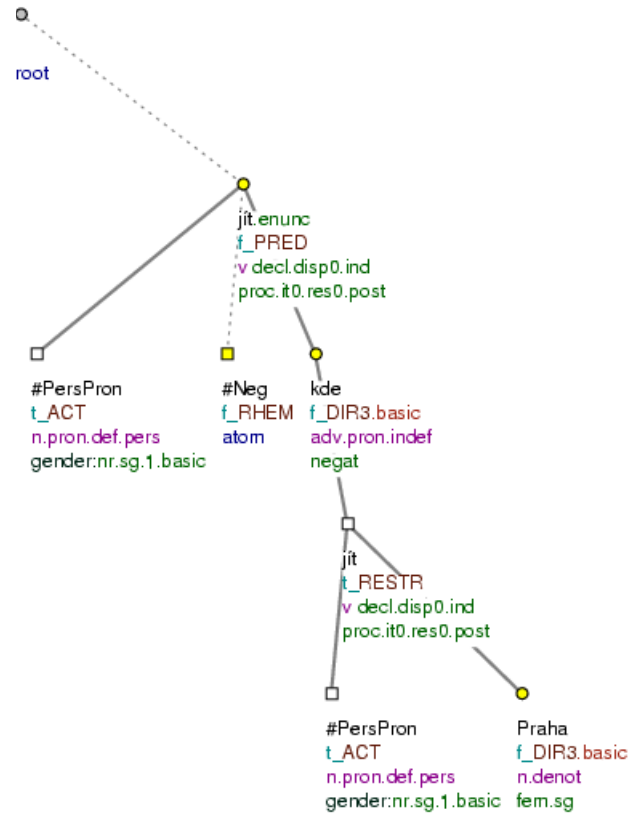 root
jít.enunc
f_PRED
v decl.disp0.ind
proc.it0.res0.post
#PersPron
t_ACT
n.pron.def.pers
gender:nr.sg.1.basic
#Neg
f_RHEM
atom
kde
f_DIR3.basic
adv.pron.indef
negat
jít
t_RESTR
v decl.disp0.ind
proc.it0.res0.post
#PersPron
t_ACT
n.pron.def.pers
gender:nr.sg.1.basic
Praha
f_DIR3.basic
n.denot
fem.sg